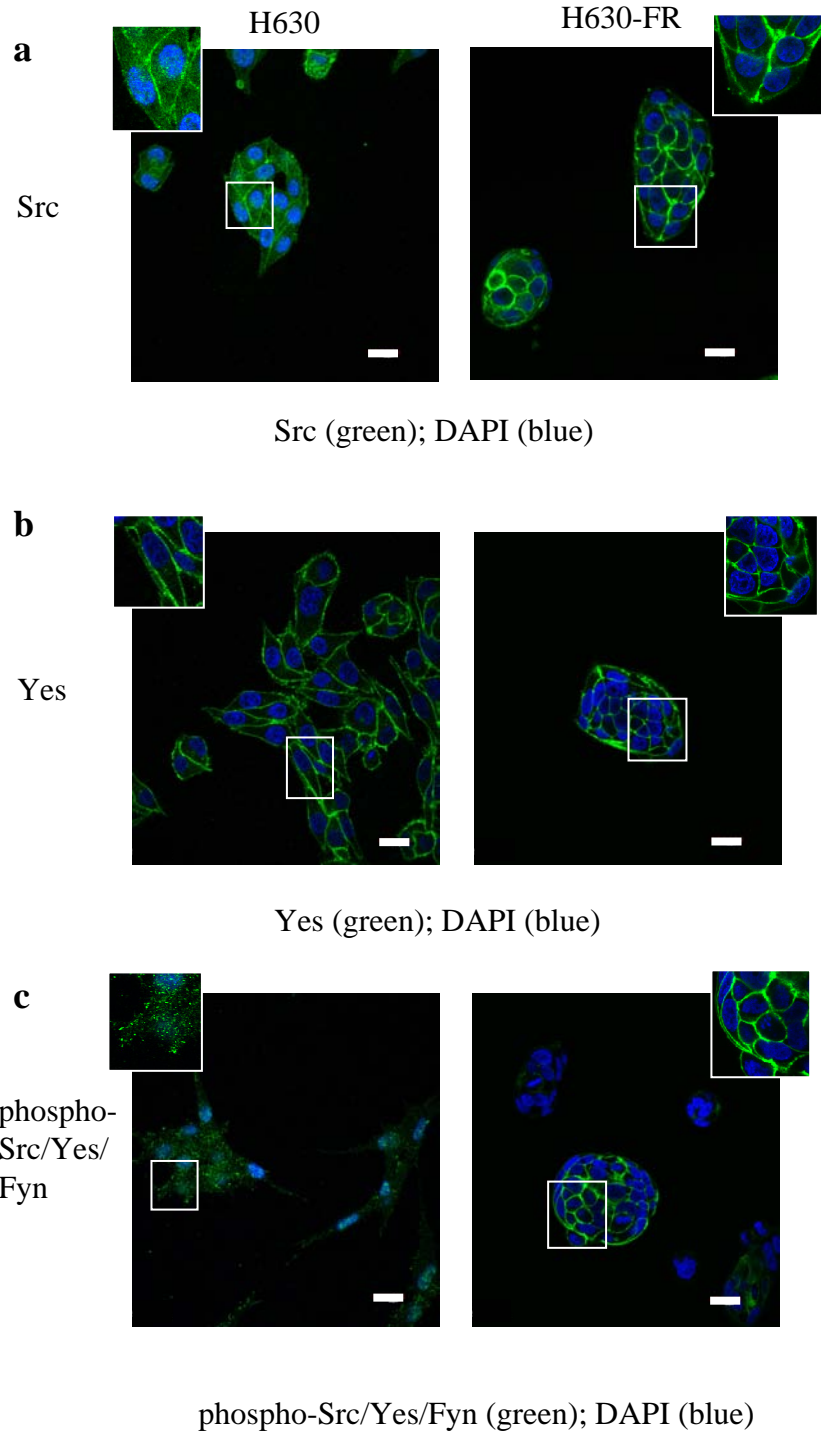 H630
H630-FR
a
Src
Src (green); DAPI (blue)
b
Yes
Yes (green); DAPI (blue)
c
phospho-
Src/Yes/
Fyn
phospho-Src/Yes/Fyn (green); DAPI (blue)